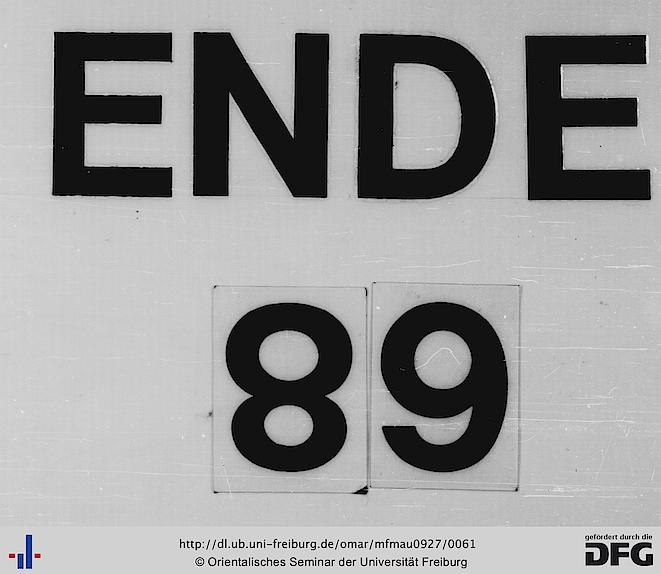 ENDE
89
http://dl.ub.uni-freiburg.de/omar/mfmau0927/0061
© Orientalisches Seminar der Universität Freiburg
gefördert durch die
DFG